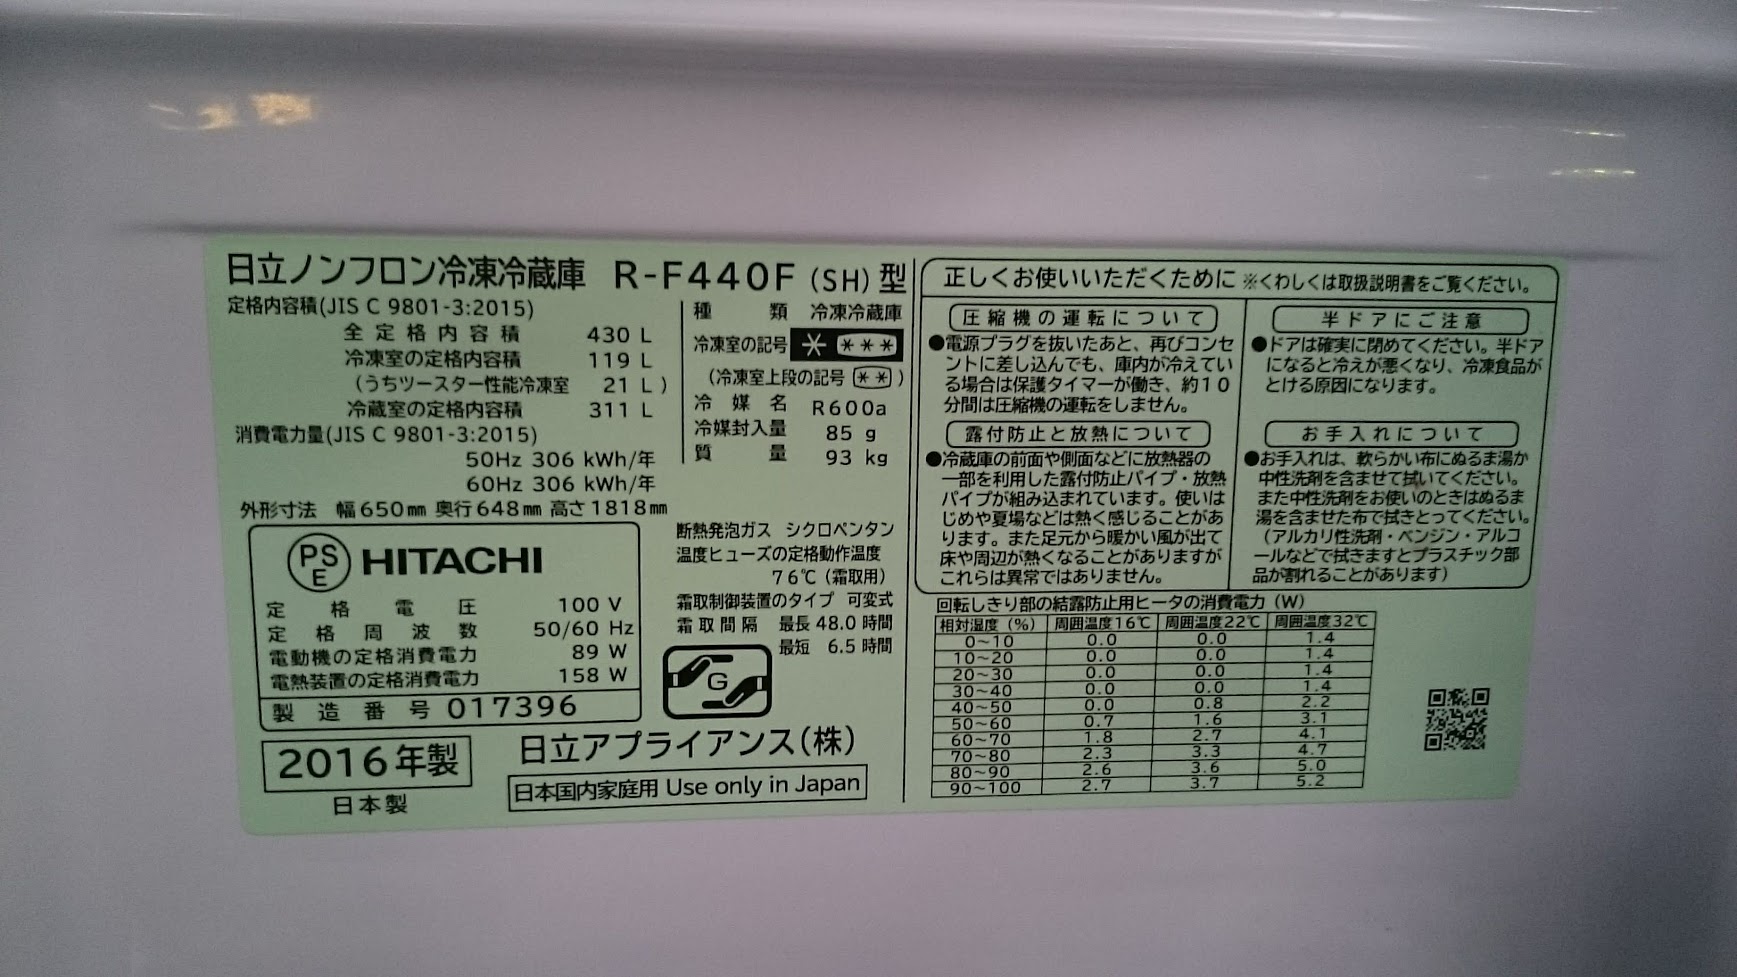 日立ノンフロン冷凍冷蔵庫 R-F440F (SH) 型
定格内容積(JIS C 9801-3:2015)
全定格内容積 430 L
冷凍室の定格内容積 119 L
(うちツースター性能冷凍室 21 L)
冷蔵室の定格内容積 311 L
消費電力量(JIS C 9801-3:2015)
50Hz 306 kWh/年
60Hz 306 kWh/年
外形寸法 幅650㎜ 奥行648㎜ 高さ1818㎜
種類 冷凍冷蔵庫
冷凍室の記号 * ***
(冷凍室上段の記号 **)
冷媒名 R600a
冷媒封入量 85 g
質量 93 kg
PS
E
HITACHI
定格電圧 100 V
定格周波数 50/60 Hz
電動機の定格消費電力 89 W
電熱装置の定格消費電力 158 W
製造番号 017396
2016年製
日本製
断熱発泡ガス シクロペンタン
温度ヒューズの定格動作温度
76℃(霜取用)
霜取制御装置のタイプ 可変式
霜取間隔 最長 48.0 時間
最短 6.5 時間
G
日立アプライアンス(株)
日本国内家庭用 Use only in Japan
正しくお使いいただくために ※くわしくは取扱説明書をご覧ください。
圧縮機の運転について
●電源プラグを抜いたあと、再びコンセ
ントに差し込んでも、庫内が冷えてい
る場合は保護タイマーが働き、約10
分間は圧縮機の運転をしません。
露付防止と放熱について
●冷蔵庫の前面や側面などに放熱器の
一部を利用した露付防止パイプ・放熱
パイプが組み込まれています。使いは
じめや夏場などは熱く感じることがあ
ります。また足元から暖かい風が出て
床や周辺が熱くなることがありますが
これらは異常ではありません。
半ドアにご注意
●ドアは確実に閉めてください。半ドア
になると冷えが悪くなり、冷凍食品が
とける原因になります。
お手入れについて
●お手入れは、軟らかい布にぬるま湯か
中性洗剤を含ませて拭いてください。
また中性洗剤をお使いのときはぬるま
湯を含ませた布で拭きとってください。
(アルカリ性洗剤・ベンジン・アルコ
ールなどで拭きますとプラスチック部
品が割れることがあります)
回転しきり部の結露防止用ヒータの消費電力(W)
相対湿度(%) 周囲温度16℃ 周囲温度22℃ 周囲温度32℃
0~10 0.0 0.0 1.4
10~20 0.0 0.0 1.4
20~30 0.0 0.0 1.4
30~40 0.0 0.0 1.4
40~50 0.0 0.8 2.2
50~60 0.7 1.6 3.1
60~70 1.8 2.7 4.1
70~80 2.3 3.3 4.7
80~90 2.6 3.6 5.0
90~100 2.7 3.7 5.2